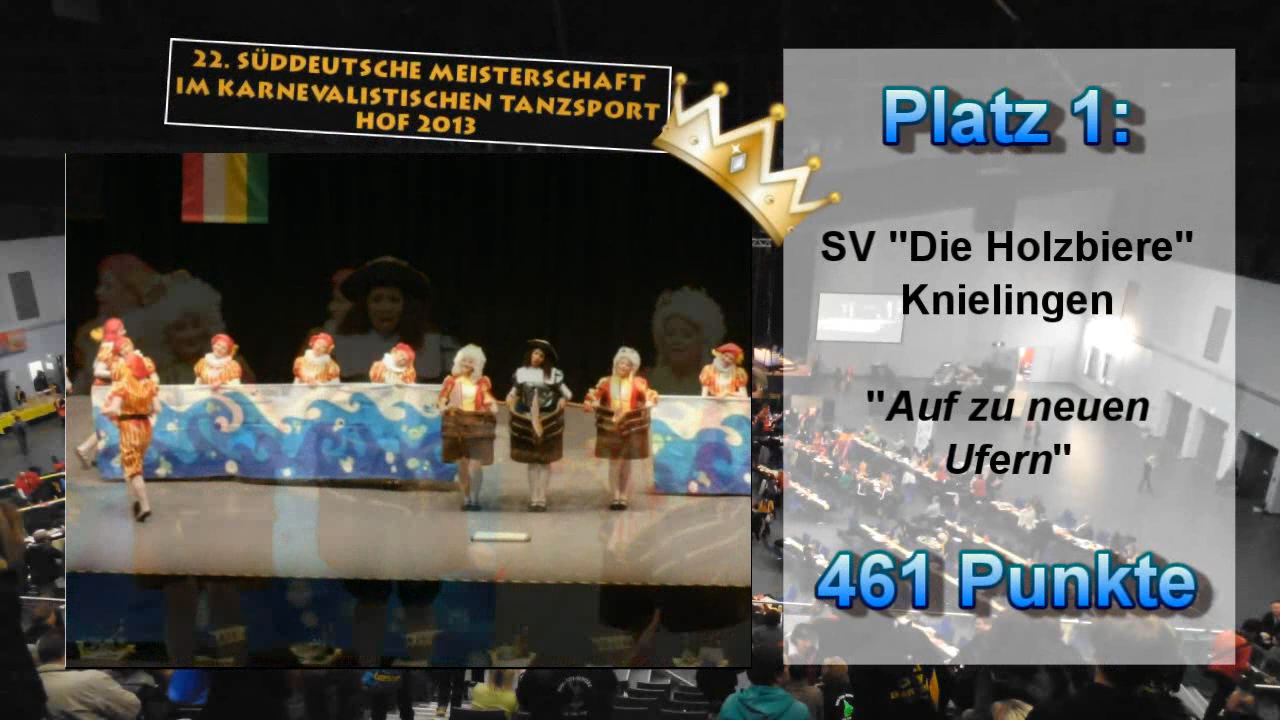 22. SÜDDEUTSCHE MEISTERSCHAFT
IM KARNEVALISTISCHEN TANZSPORT
HOF 2013
Platz 1:
SV "Die Holzbiere"
Knielingen
"Auf zu neuen
Ufern"
461 Punkte